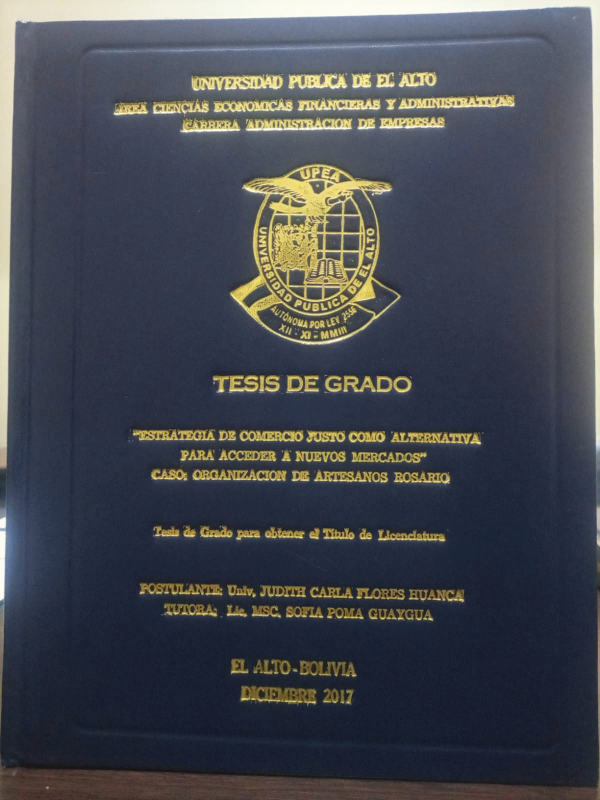 UNIVERSIDAD PUBLICA DE EL ALTO
AREA CIENCIAS ECONOMICAS FINANCIERAS Y ADMINISTRATIVAS
CARRERA ADMINISTRACION DE EMPRESAS
UPEA
UNIVERSIDAD PUBLICA DE EL ALTO
AUTÓNOMA POR LEY 2556
XII - XI - MMIII
TESIS DE GRADO
"ESTRATEGIA DE COMERCIO JUSTO COMO ALTERNATIVA
PARA ACCEDER A NUEVOS MERCADOS"
CASO: ORGANIZACION DE ARTESANOS ROSARIO
Tesis de Grado para obtener el Título de Licenciatura
POSTULANTE: Univ. JUDITH CARLA FLORES HUANCA
TUTORA: Lic. MSC. SOFIA POMA GUAYGUA
EL ALTO - BOLIVIA
DICIEMBRE 2017